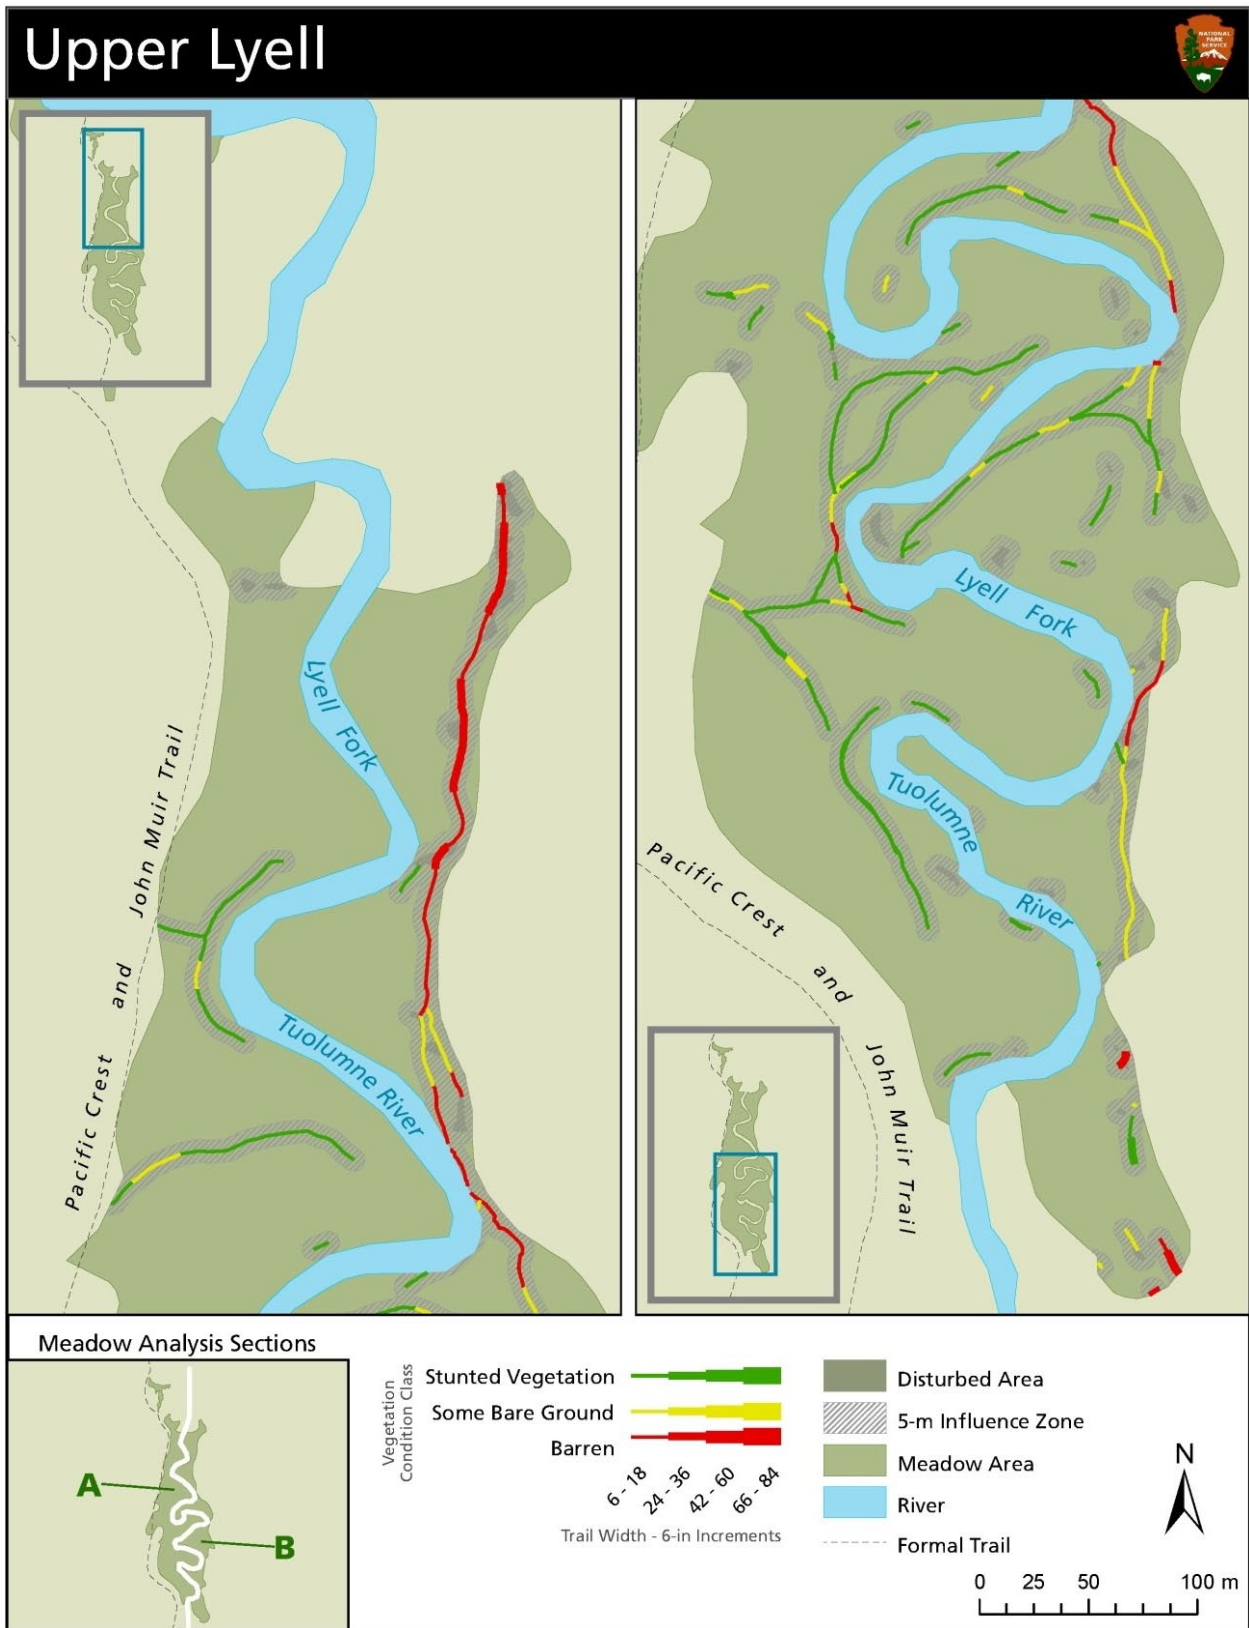 Upper Lyell
NATIONAL
PARK
SERVICE
Lyell Fork
Tuolumne River
Pacific Crest and John Muir Trail
Lyell Fork
Tuolumne
River
Pacific Crest and John Muir Trail
Meadow Analysis Sections
A
B
Vegetation
Condition Class
Stunted Vegetation
Some Bare Ground
Barren
6 - 18
24 - 36
42 - 60
66 - 84
Trail Width - 6-in Increments
Disturbed Area
5-m Influence Zone
Meadow Area
River
Formal Trail
N
0 25 50 100 m